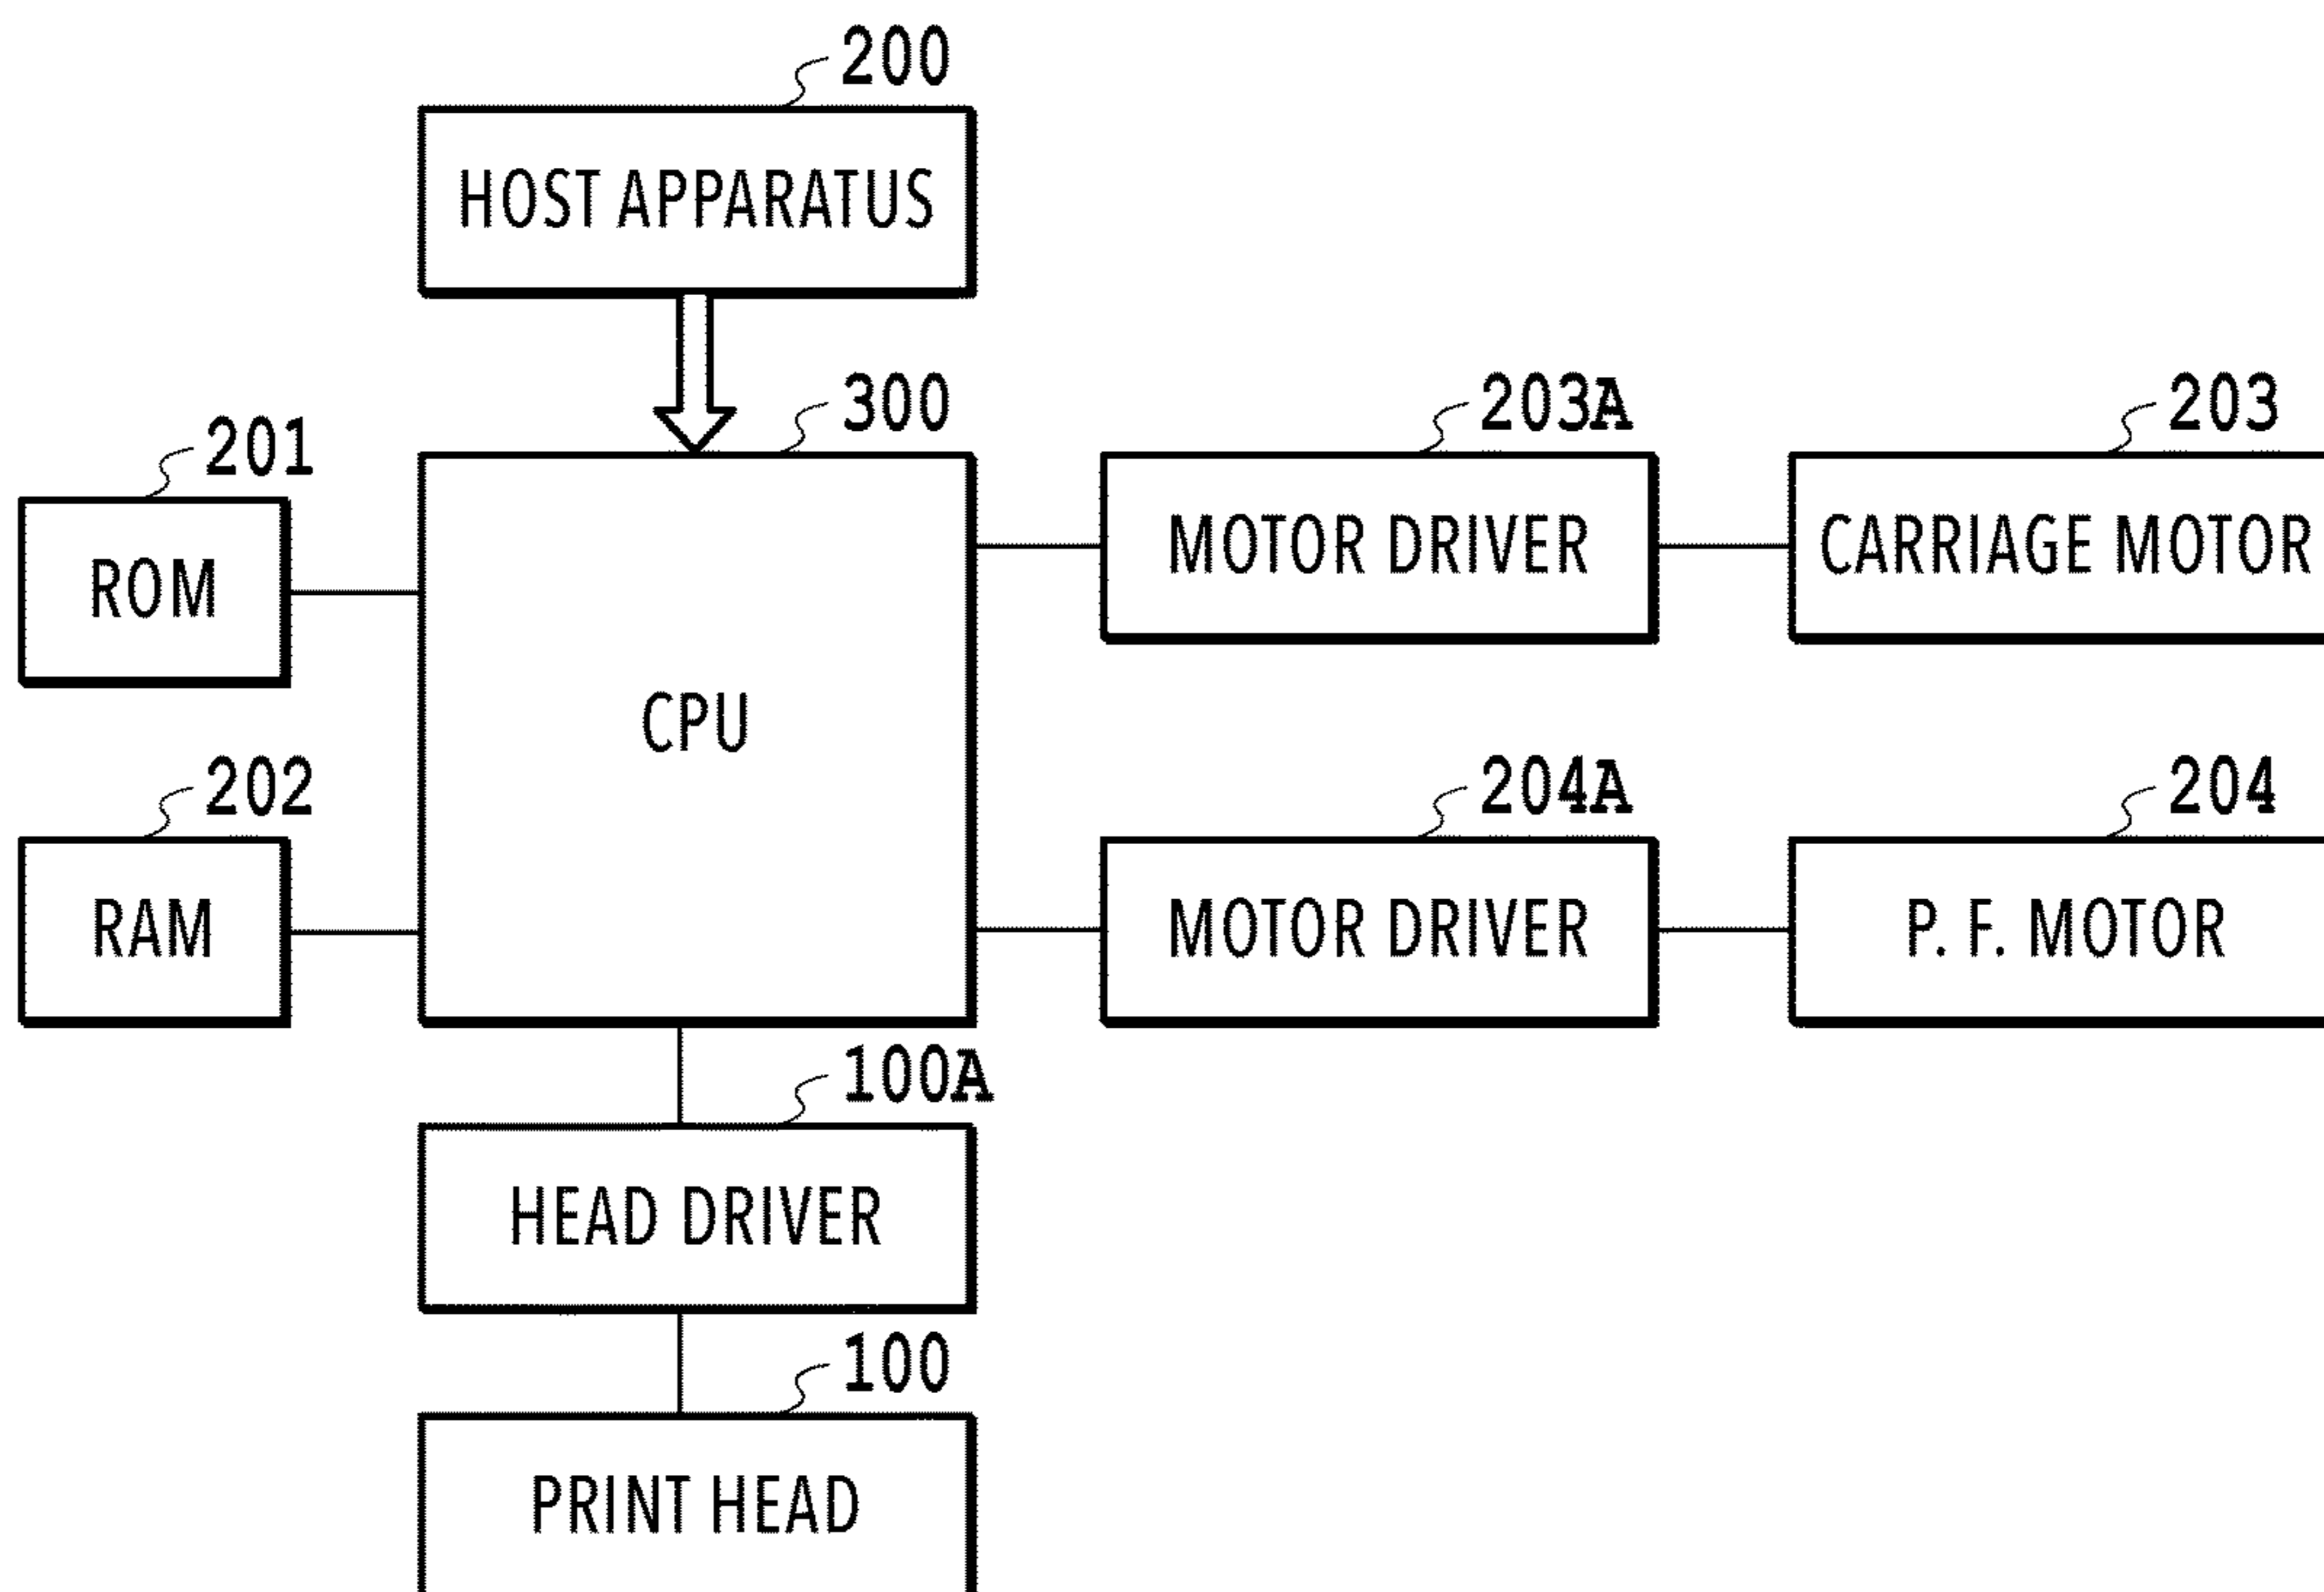 200
HOST APPARATUS
300
203A
203
201
MOTOR DRIVER
CARRIAGE MOTOR
ROM
CPU
202
204A
204
RAM
MOTOR DRIVER
P. F. MOTOR
100A
HEAD DRIVER
100
PRINT HEAD